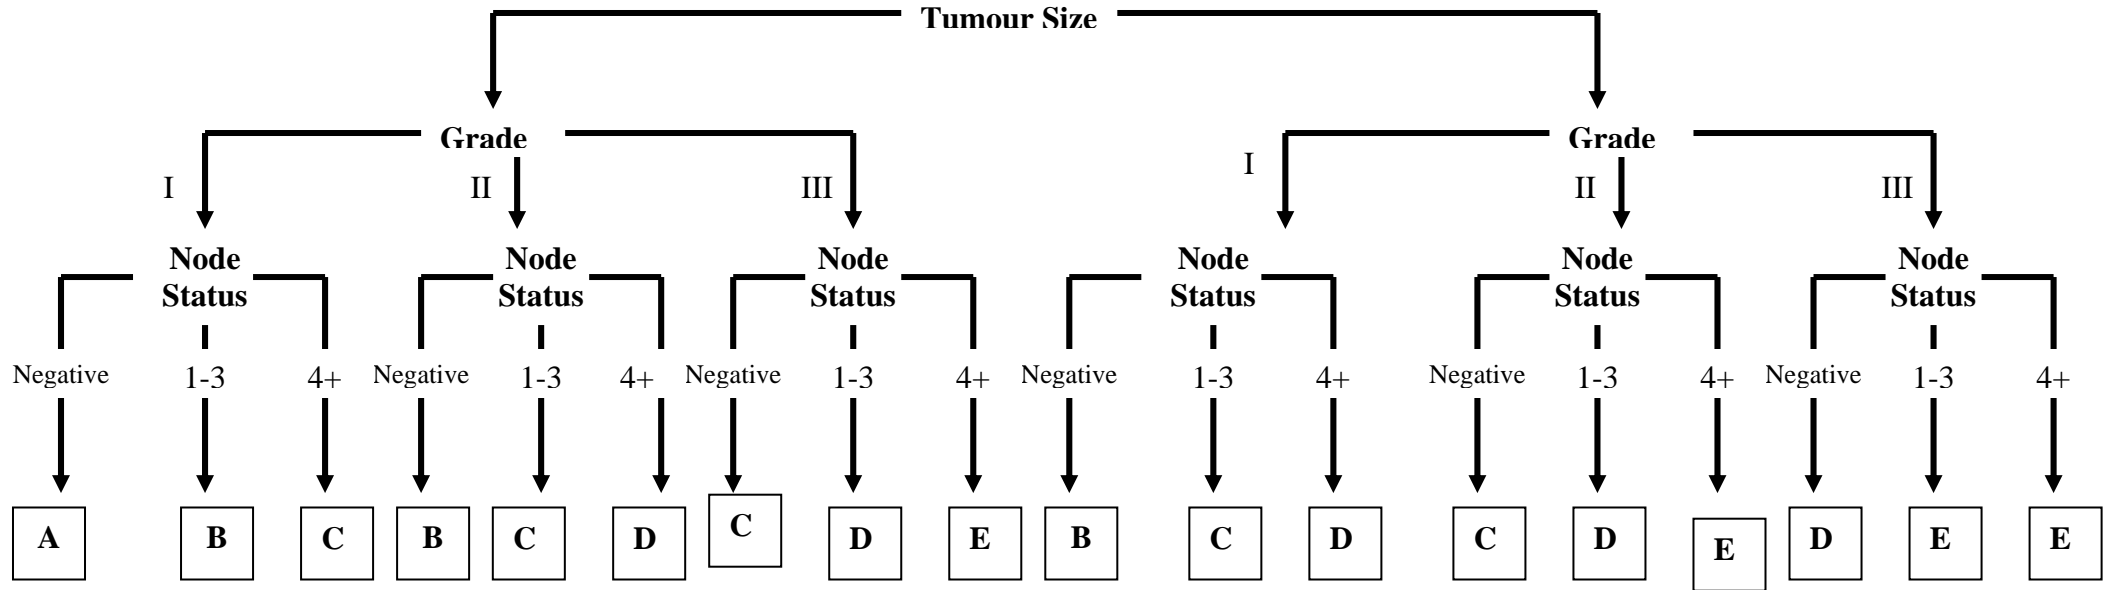 Tumour Size
Grade
Grade
I
II
III
I
II
III
Node
Status
Node
Status
Node
Status
Node
Status
Node
Status
Node
Status
Negative
1-3
4+
Negative
1-3
4+
Negative
1-3
4+
Negative
1-3
4+
Negative
1-3
4+
Negative
1-3
4+
A
B
C
B
C
D
C
D
E
B
C
D
C
D
E
D
E
E